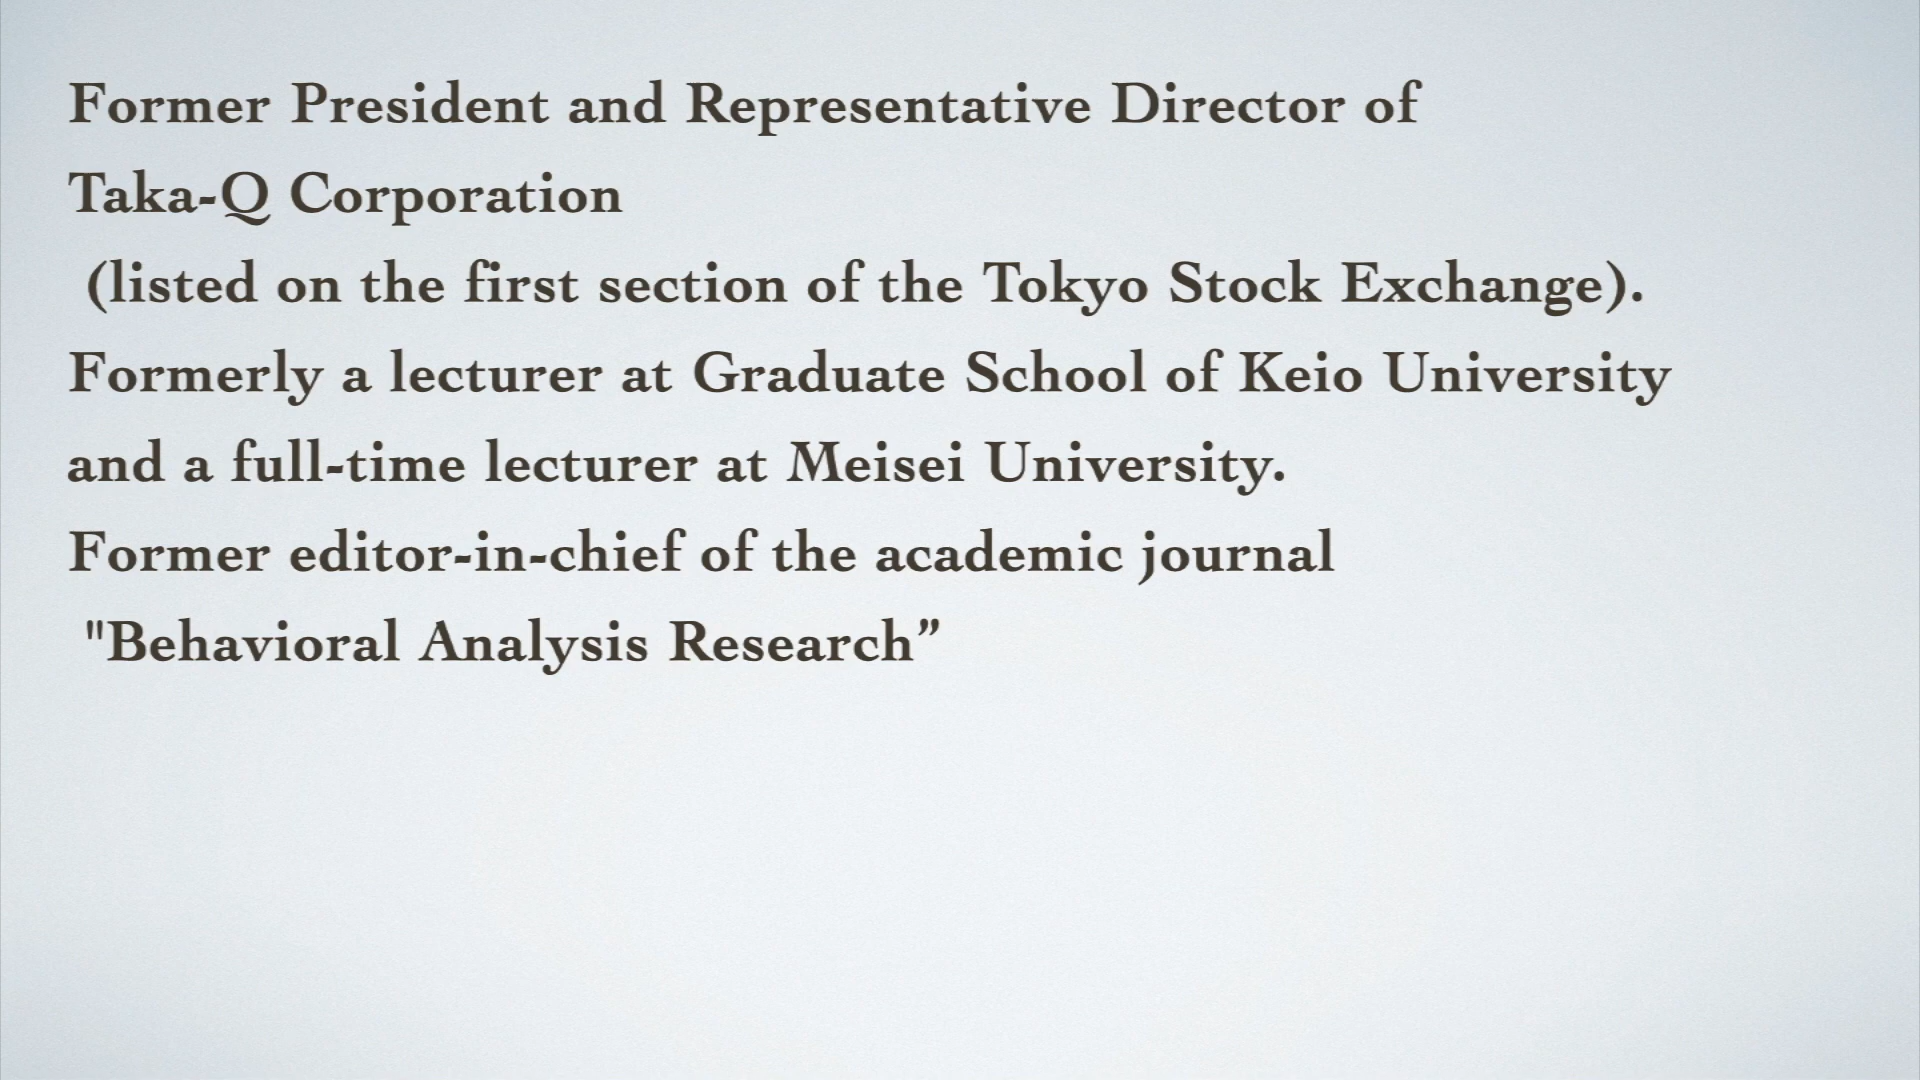 Former President and Representative Director of
Taka-Q Corporation
(listed on the first section of the Tokyo Stock Exchange).
Formerly a lecturer at Graduate School of Keio University
and a full-time lecturer at Meisei University.
Former editor-in-chief of the academic journal
"Behavioral Analysis Research”